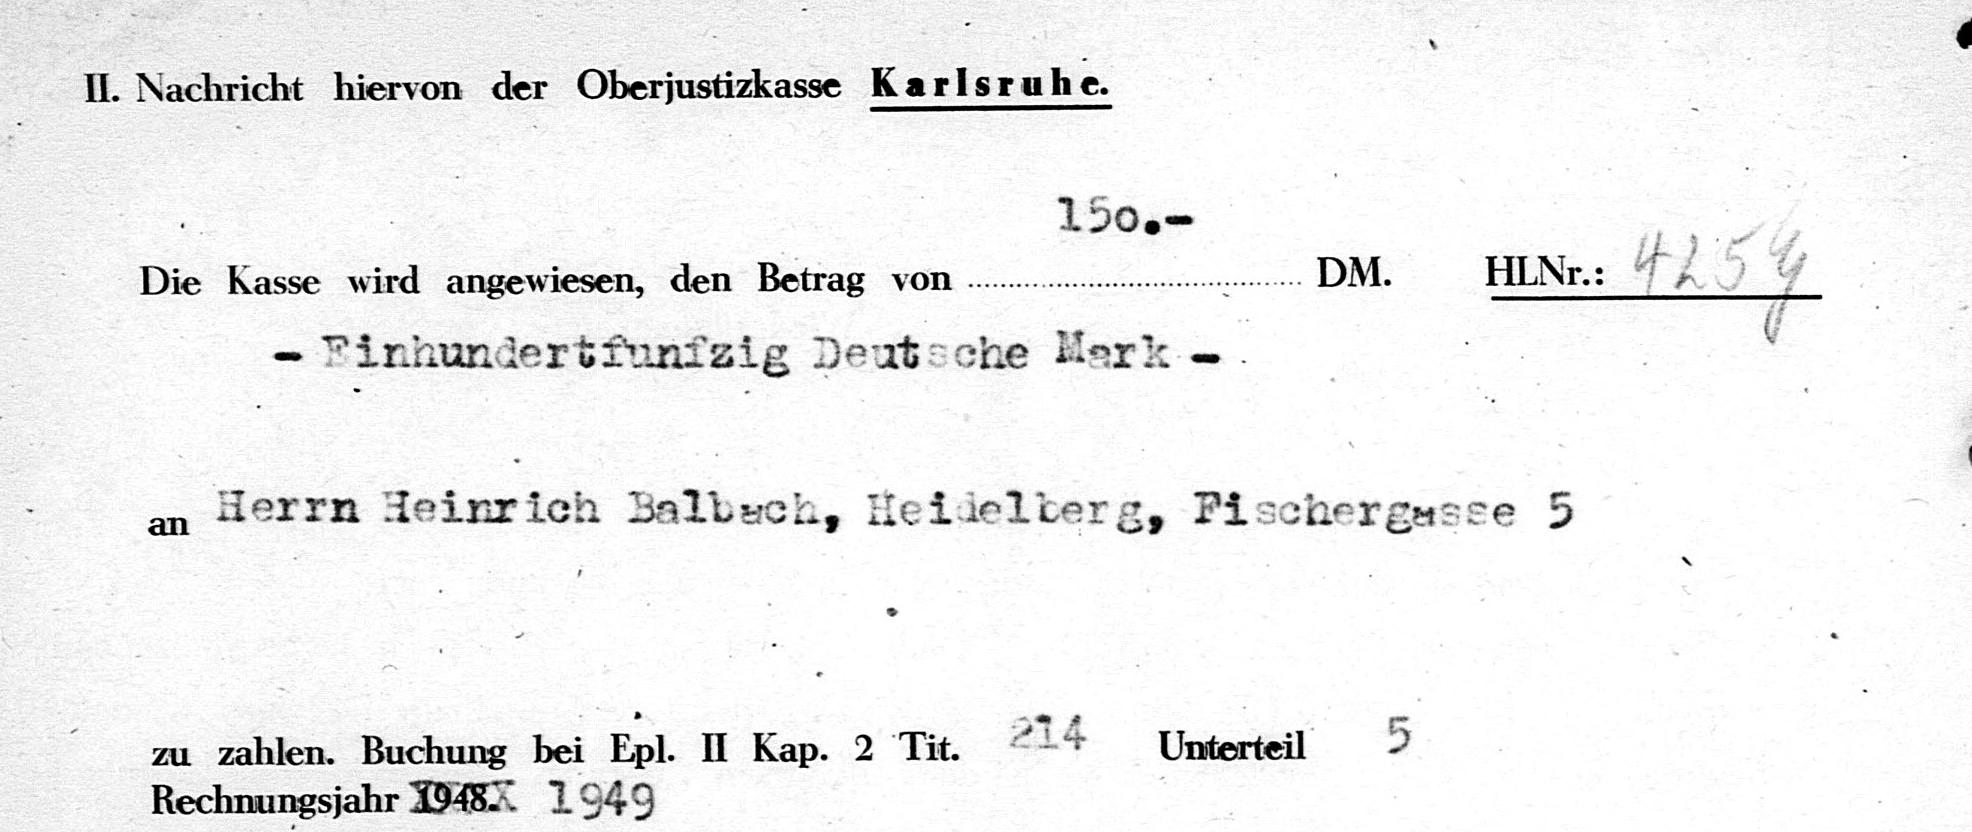 II. Nachricht hiervon der Oberjustizkasse Karlsruhe.
150.-
Die Kasse wird angewiesen, den Betrag von ........................ DM. HLNr.:
- Einhundertfunfzig Deutsche Mark -
an Herrn Heinrich Balbach, Heidelberg, Fischergasse 5
zu zahlen. Buchung bei Epl. II Kap. 2 Tit. 214 Unterteil 5
Rechnungsjahr 1948. 1949